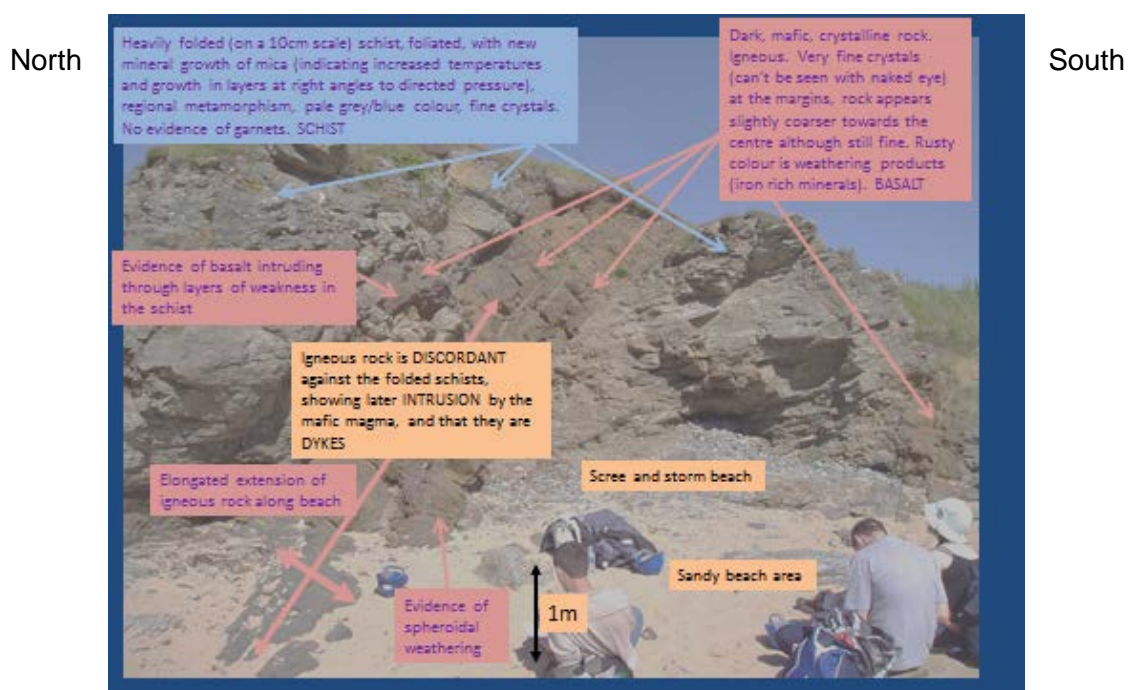 North
South
Heavily folded (on a 10cm scale) schist, foliated, with new
mineral growth of mica (indicating increased temperatures
and growth in layers at right angles to directed pressure),
regional metamorphism, pale grey/blue colour, fine crystals.
No evidence of garnets. SCHIST
Dark, mafic, crystalline rock.
Igneous. Very fine crystals
(can't be seen with naked eye)
at the margins, rock appears
slightly coarser towards the
centre although still fine. Rusty
colour is weathering products
(iron rich minerals). BASALT
Evidence of basalt intruding
through layers of weakness in
the schist
Igneous rock is DISCORDANT
against the folded schists,
showing later INTRUSION by the
mafic magma, and that they are
DYKES
Elongated extension of
igneous rock along beach
Scree and storm beach
Sandy beach area
Evidence of
spheroidal
weathering
1m